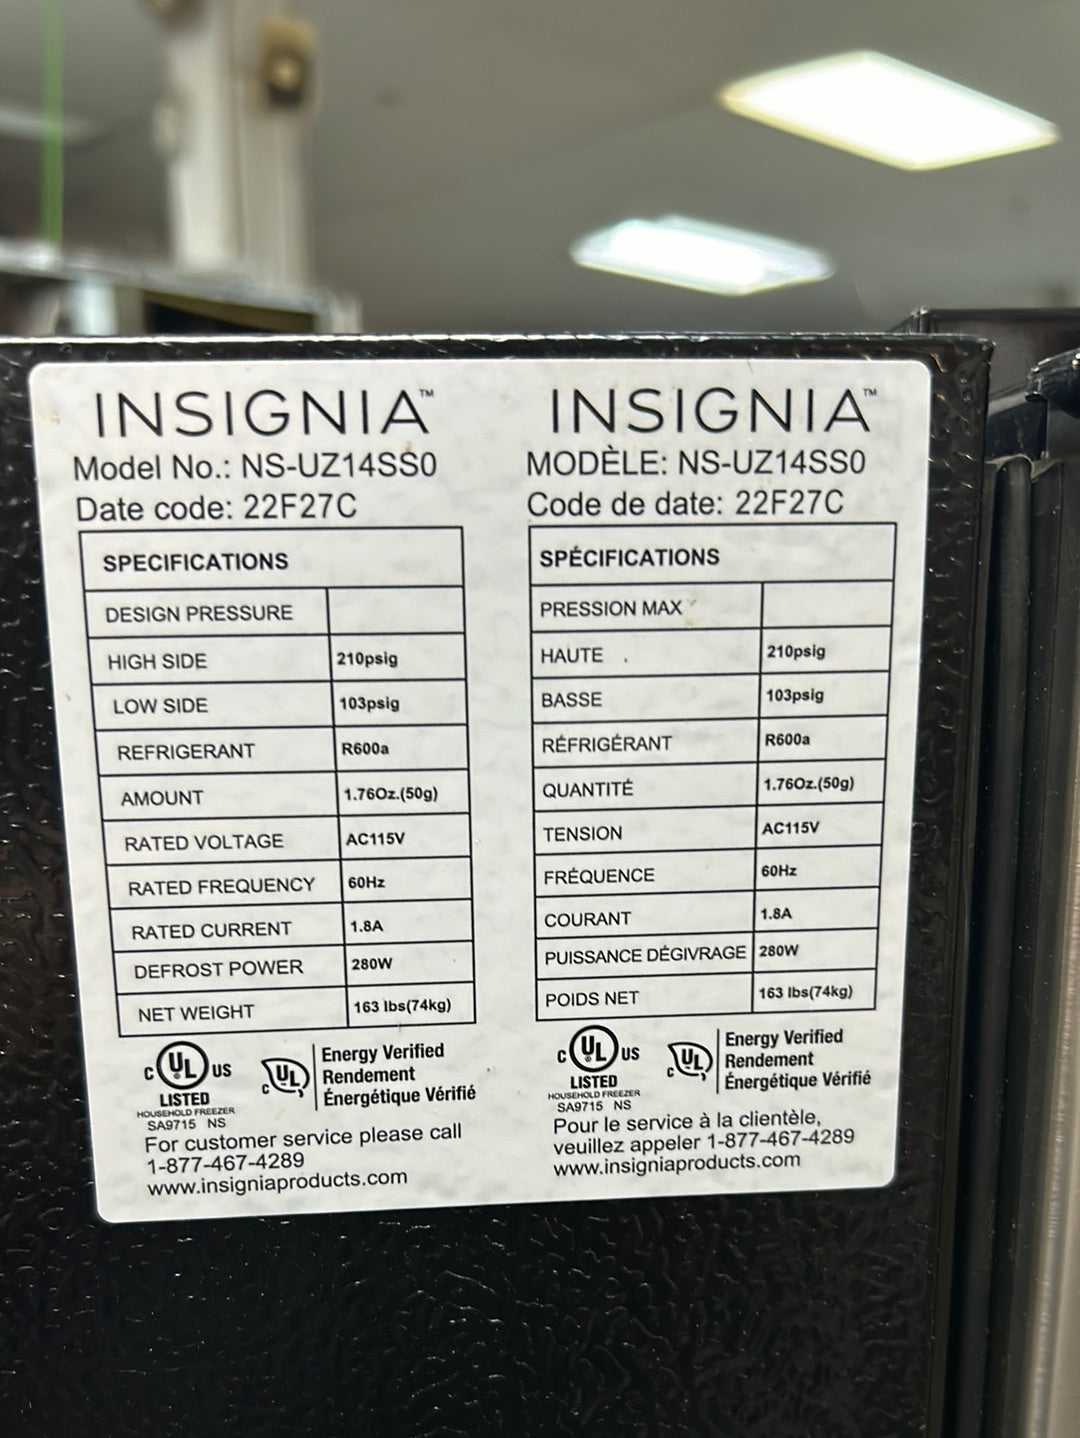 INSIGNIA™
Model No.: NS-UZ14SS0
Date code: 22F27C
SPECIFICATIONS
DESIGN PRESSURE
HIGH SIDE 210psig
LOW SIDE 103psig
REFRIGERANT R600a
AMOUNT 1.76Oz.(50g)
RATED VOLTAGE AC115V
RATED FREQUENCY 60Hz
RATED CURRENT 1.8A
DEFROST POWER 280W
NET WEIGHT 163 lbs(74kg)
C UL US
LISTED
HOUSEHOLD FREEZER
SA9715 NS
C UL
Energy Verified
Rendement
Énergétique Vérifié
For customer service please call
1-877-467-4289
www.insigniaproducts.com
INSIGNIA™
MODÈLE: NS-UZ14SS0
Code de date: 22F27C
SPÉCIFICATIONS
PRESSION MAX
HAUTE 210psig
BASSE 103psig
RÉFRIGÉRANT R600a
QUANTITÉ 1.76Oz.(50g)
TENSION AC115V
FRÉQUENCE 60Hz
COURANT 1.8A
PUISSANCE DÉGIVRAGE 280W
POIDS NET 163 lbs(74kg)
C UL US
LISTED
HOUSEHOLD FREEZER
SA9715 NS
C UL
Energy Verified
Rendement
Énergétique Vérifié
Pour le service à la clientèle,
veuillez appeler 1-877-467-4289
www.insigniaproducts.com